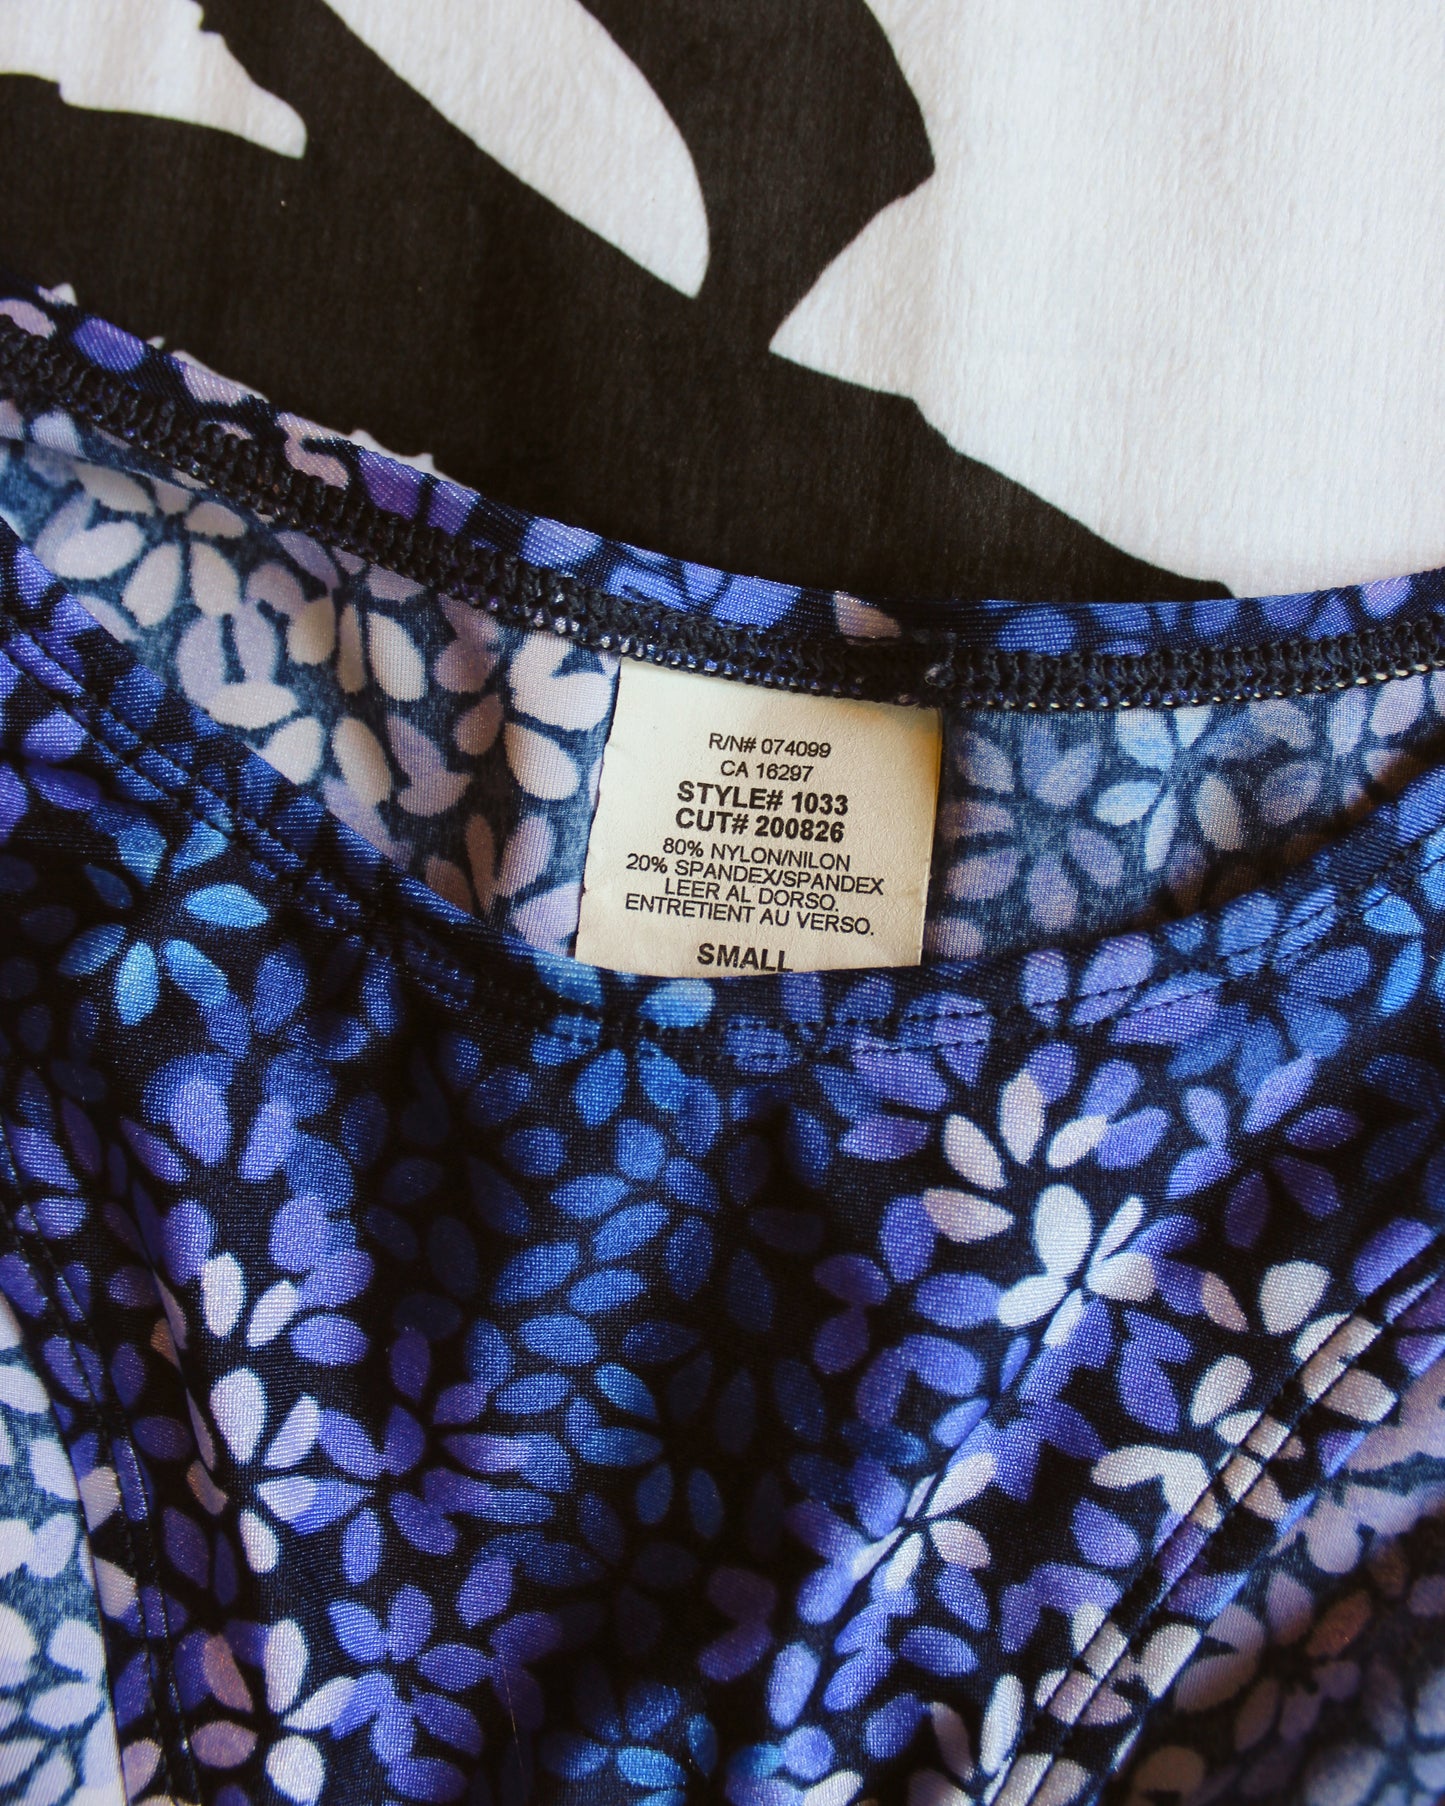 R/N# 074099
CA 16297
STYLE# 1033
CUT# 200826
80% NYLON/NILON
20% SPANDEX/SPANDEX
LEER AL DORSO.
ENTRETIENT AU VERSO.
SMALL